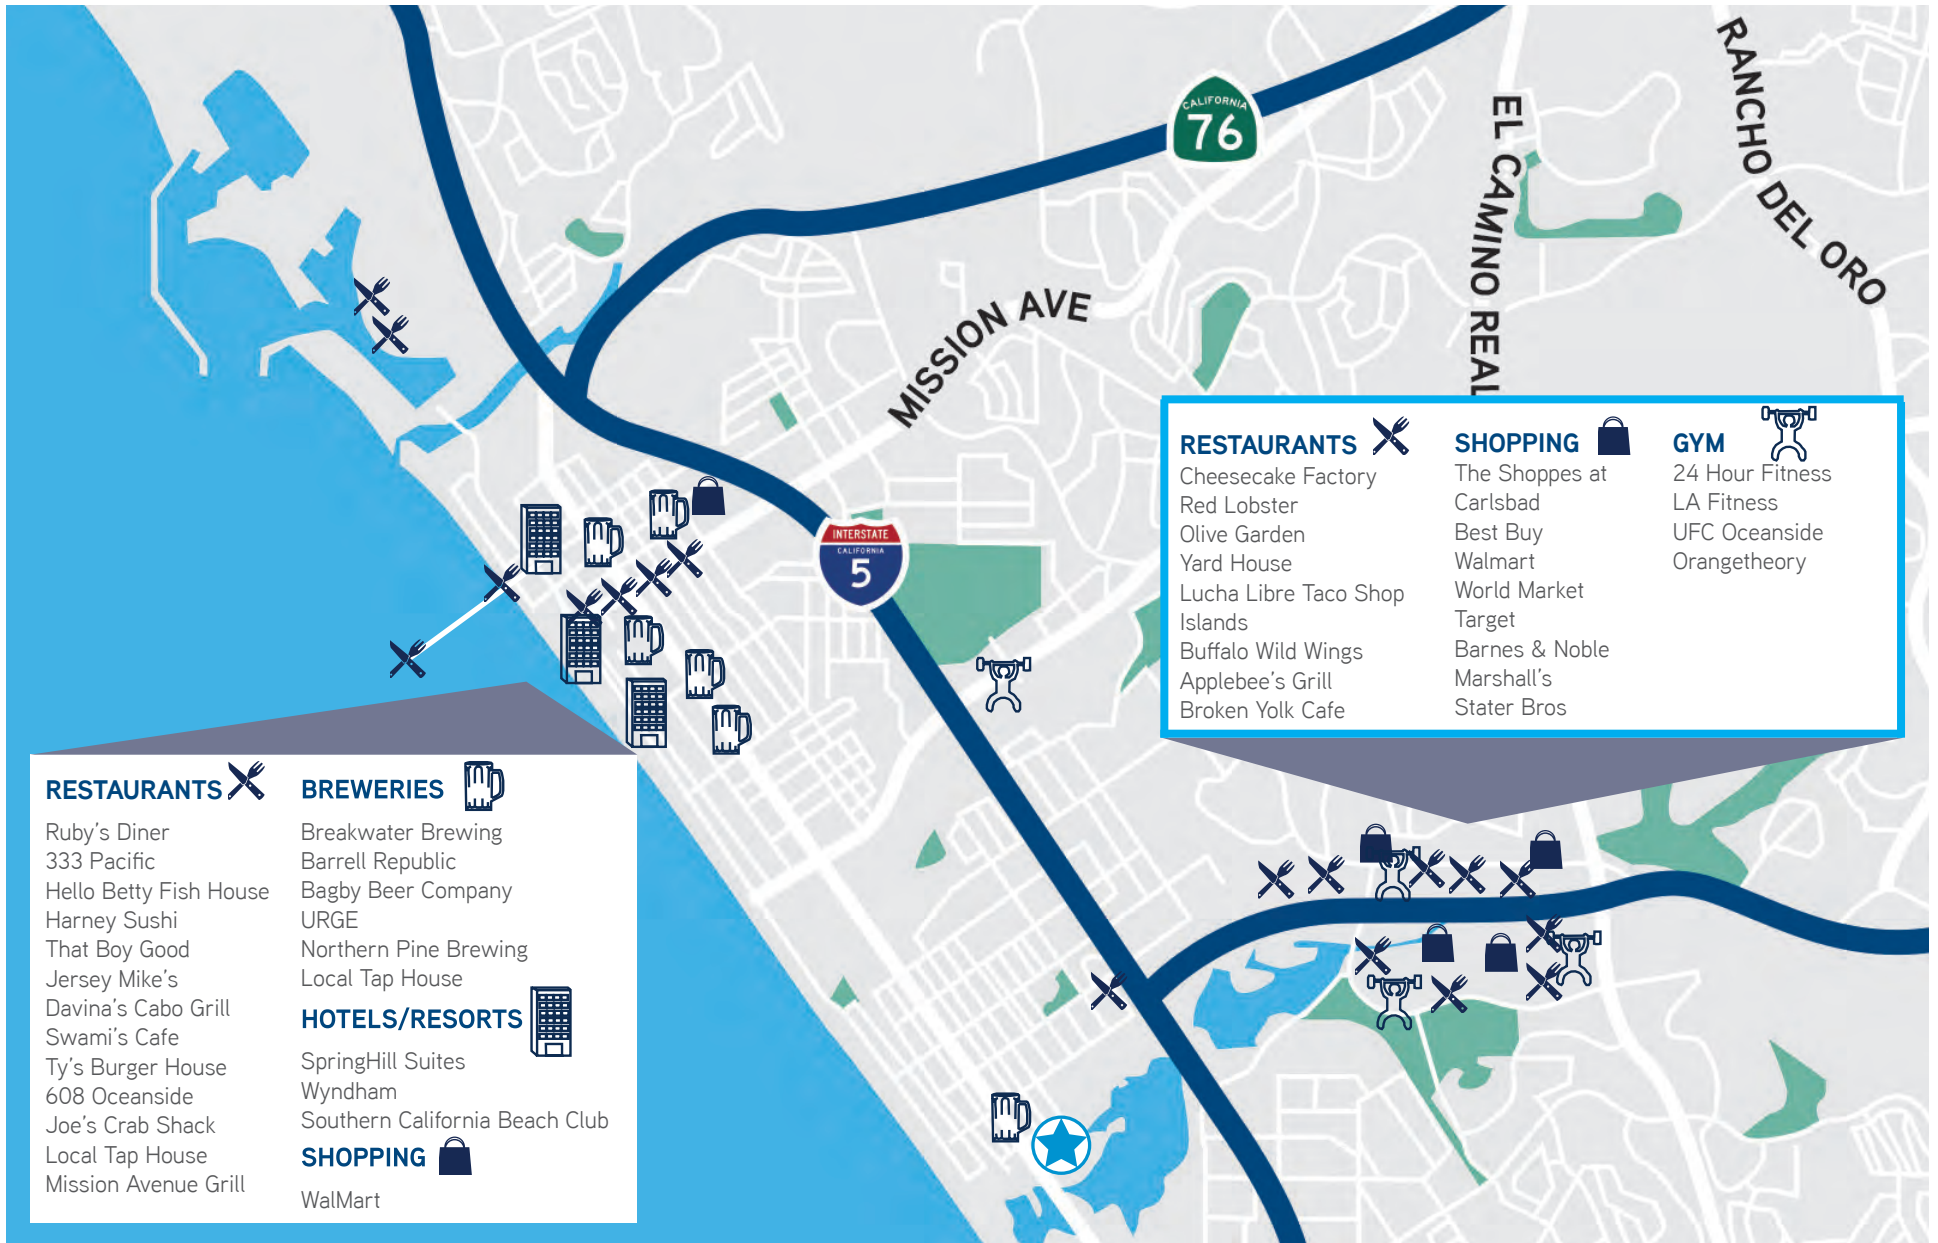 RANCHO DEL ORO
CALIFORNIA
76
EL CAMINO REAL
MISSION AVE
INTERSTATE
CALIFORNIA
5
RESTAURANTS
Cheesecake Factory
Red Lobster
Olive Garden
Yard House
Lucha Libre Taco Shop
Islands
Buffalo Wild Wings
Applebee's Grill
Broken Yolk Cafe
SHOPPING
The Shoppes at
Carlsbad
Best Buy
Walmart
World Market
Target
Barnes & Noble
Marshall's
Stater Bros
GYM
24 Hour Fitness
LA Fitness
UFC Oceanside
Orangetheory
RESTAURANTS
Ruby's Diner
333 Pacific
Hello Betty Fish House
Harney Sushi
That Boy Good
Jersey Mike's
Davina's Cabo Grill
Swami's Cafe
Ty's Burger House
608 Oceanside
Joe's Crab Shack
Local Tap House
Mission Avenue Grill
BREWERIES
Breakwater Brewing
Barrell Republic
Bagby Beer Company
URGE
Northern Pine Brewing
Local Tap House
HOTELS/RESORTS
SpringHill Suites
Wyndham
Southern California Beach Club
SHOPPING
WalMart